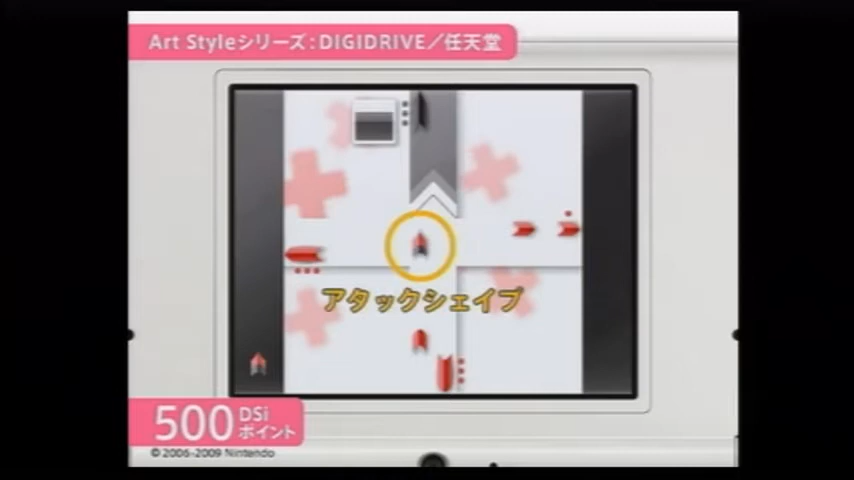 Art Styleシリーズ：DIGIDRIVE／任天堂
アタックシェイプ
500 DSi
ポイント
©2006-2009 Nintendo